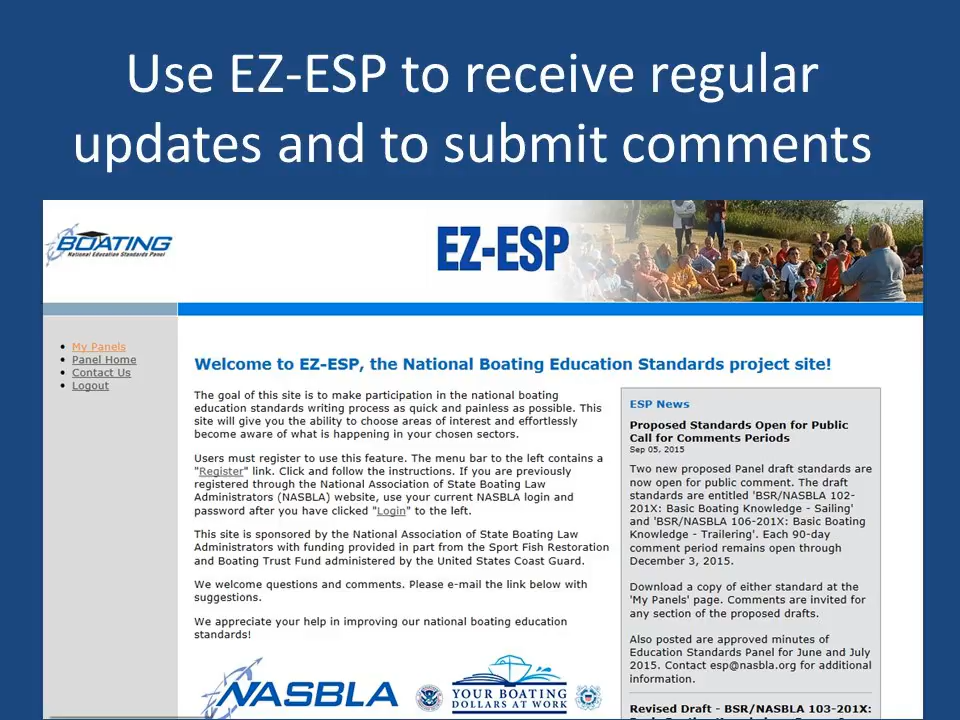 Use EZ-ESP to receive regular
updates and to submit comments
BOATING
National Education Standards Panel
EZ-ESP
My Panels
Panel Home
Contact Us
Logout
Welcome to EZ-ESP, the National Boating Education Standards project site!
The goal of this site is to make participation in the national boating
education standards writing process as quick and painless as possible. This
site will give you the ability to choose areas of interest and effortlessly
become aware of what is happening in your chosen sectors.
Users must register to use this feature. The menu bar to the left contains a
"Register" link. Click and follow the instructions. If you are previously
registered through the National Association of State Boating Law
Administrators (NASBLA) website, use your current NASBLA login and
password after you have clicked "Login" to the left.
This site is sponsored by the National Association of State Boating Law
Administrators with funding provided in part from the Sport Fish Restoration
and Boating Trust Fund administered by the United States Coast Guard.
We welcome questions and comments. Please e-mail the link below with
suggestions.
We appreciate your help in improving our national boating education
standards!
NASBLA
YOUR BOATING
DOLLARS AT WORK
ESP News
Proposed Standards Open for Public
Call for Comments Periods
Sep 05, 2015
Two new proposed Panel draft standards are
now open for public comment. The draft
standards are entitled 'BSR/NASBLA 102-
201X: Basic Boating Knowledge - Sailing'
and 'BSR/NASBLA 106-201X: Basic Boating
Knowledge - Trailering'. Each 90-day
comment period remains open through
December 3, 2015.
Download a copy of either standard at the
'My Panels' page. Comments are invited for
any section of the proposed drafts.
Also posted are approved minutes of
Education Standards Panel for June and July
2015. Contact esp@nasbla.org for additional
information.
Revised Draft - BSR/NASBLA 103-201X: